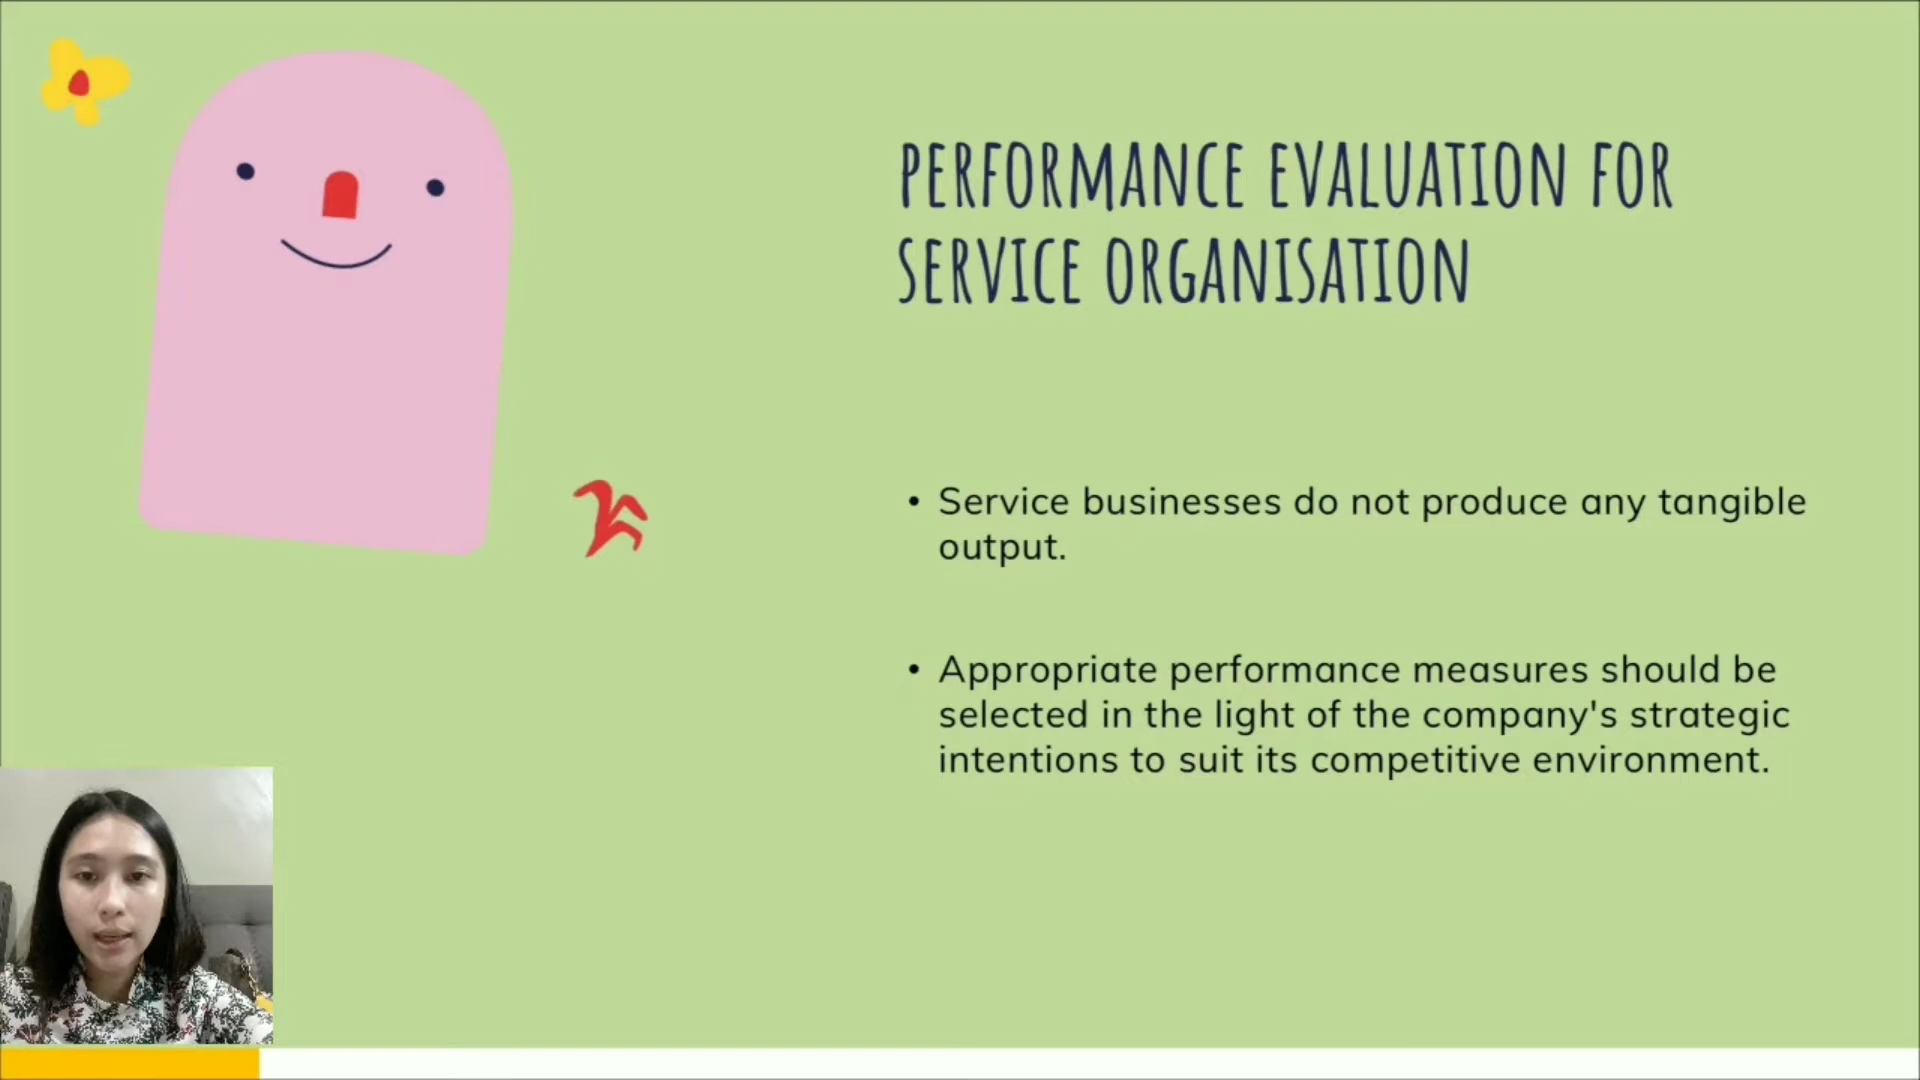 PERFORMANCE EVALUATION FOR
SERVICE ORGANISATION
• Service businesses do not produce any tangible
output.
• Appropriate performance measures should be
selected in the light of the company's strategic
intentions to suit its competitive environment.